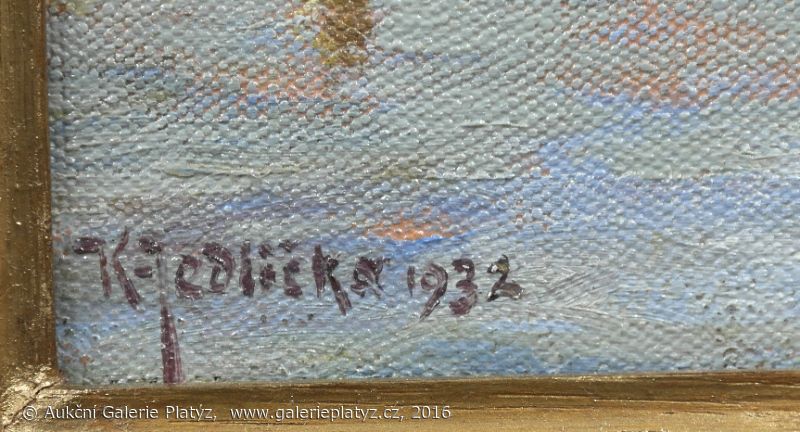 K-Jedlička 1932
© Aukční Galerie Platýz, www.galerieplatyz.cz, 2016